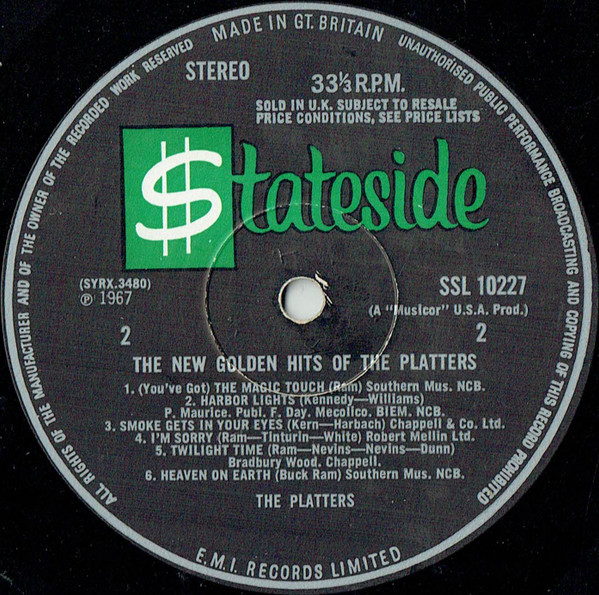 MADE IN GT. BRITAIN
UNAUTHORISED PUBLIC PERFORMANCE BROADCASTING AND COPYING OF THIS RECORD PROHIBITED
ALL RIGHTS OF THE MANUFACTURER AND OF THE OWNER OF THE RECORDED WORK RESERVED
STEREO
33⅓ R.P.M.
SOLD IN U.K. SUBJECT TO RESALE
PRICE CONDITIONS, SEE PRICE LISTS
$tateside
(SYRX.3480)
Ⓟ 1967
SSL 10227
(A "Musicor" U.S.A. Prod.)
2
2
THE NEW GOLDEN HITS OF THE PLATTERS
1. (You've Got) THE MAGIC TOUCH (Ram) Southern Mus. NCB.
2. HARBOR LIGHTS (Kennedy—Williams)
P. Maurice. Publ. F. Day. Mecolico. BIEM. NCB.
3. SMOKE GETS IN YOUR EYES (Kern—Harbach) Chappell & Co. Ltd.
4. I'M SORRY (Ram—Tinturin—White) Robert Mellin Ltd.
5. TWILIGHT TIME (Ram—Nevins—Nevins—Dunn)
Bradbury Wood. Chappell.
6. HEAVEN ON EARTH (Buck Ram) Southern Mus. NCB.
THE PLATTERS
E.M.I. RECORDS LIMITED